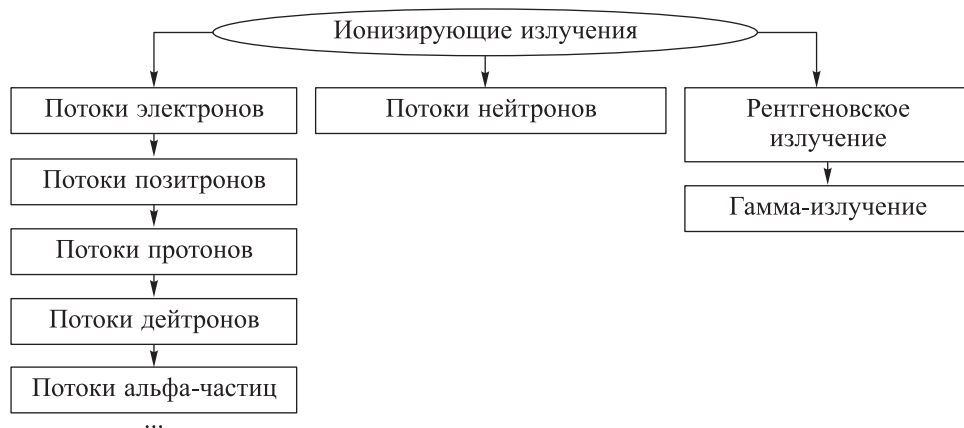 Ионизирующие излучения
Потоки электронов
Потоки позитронов
Потоки протонов
Потоки дейтронов
Потоки альфа-частиц
...
Потоки нейтронов
Рентгеновское
излучение
Гамма-излучение